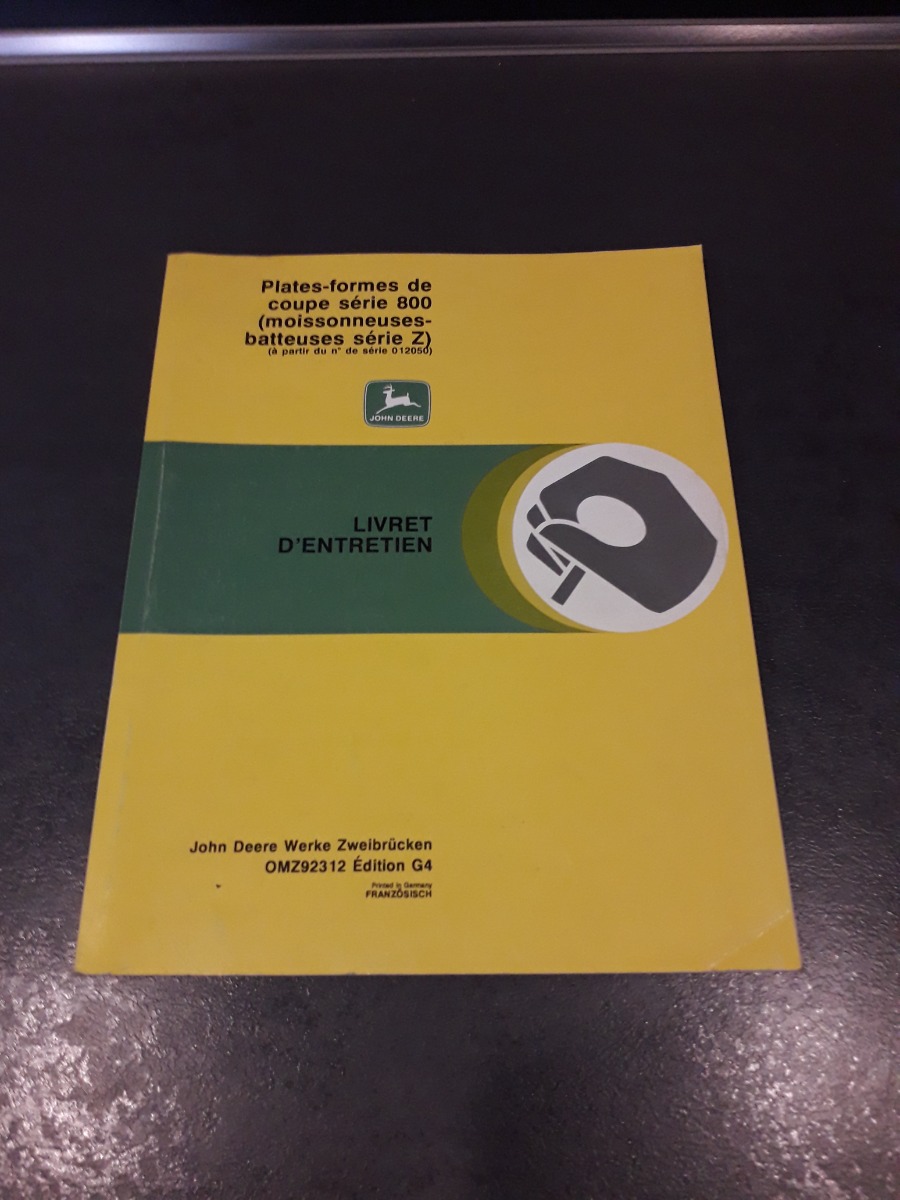 Plates-formes de
coupe série 800
(moissonneuses-
batteuses série Z)
(à partir du n° de série 012050)
JOHN DEERE
LIVRET
D'ENTRETIEN
John Deere Werke Zweibrücken
OMZ92312 Édition G4
Printed in Germany
FRANZÖSISCH